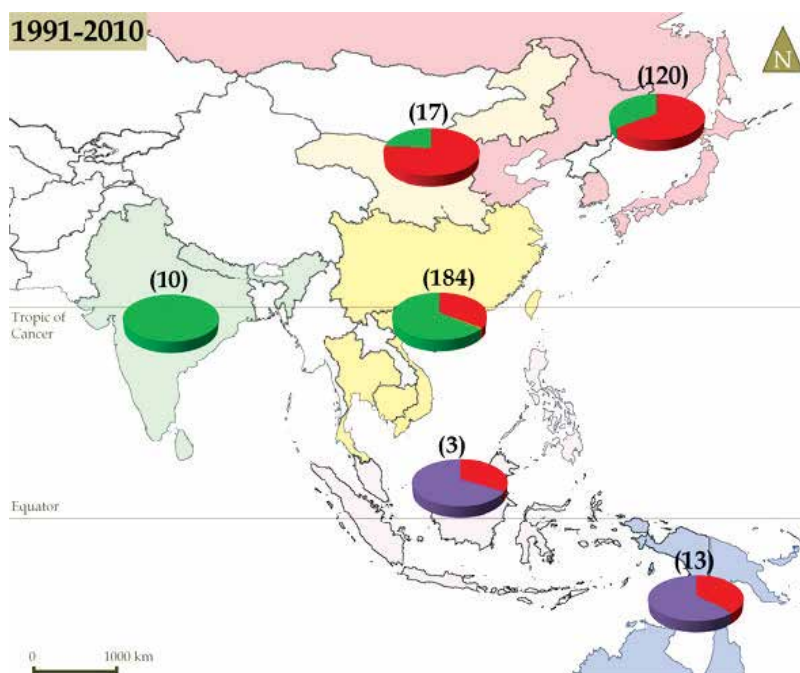 1991-2010
N
(120)
(17)
(10)
(184)
Tropic of
Cancer
(3)
Equator
(13)
0 1000 km